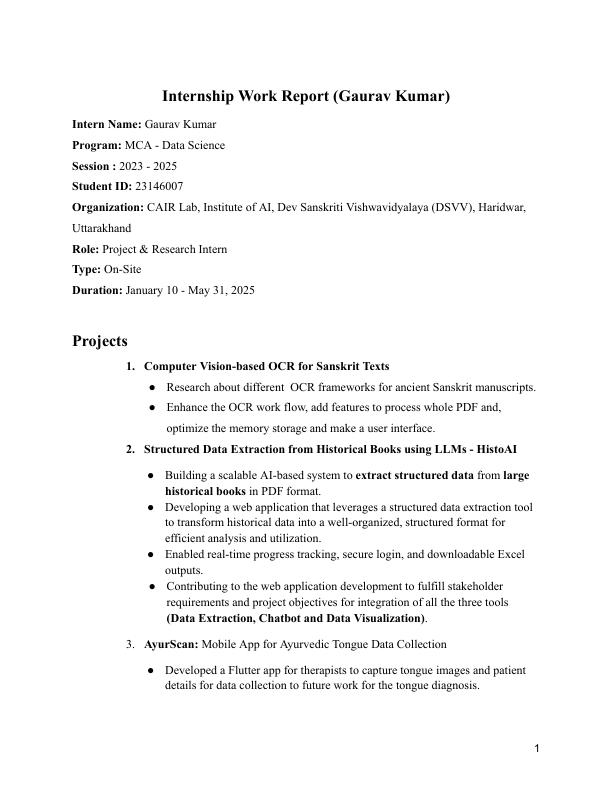 Internship Work Report (Gaurav Kumar)
Intern Name: Gaurav Kumar
Program: MCA - Data Science
Session : 2023 - 2025
Student ID: 23146007
Organization: CAIR Lab, Institute of AI, Dev Sanskriti Vishwavidyalaya (DSVV), Haridwar,
Uttarakhand
Role: Project & Research Intern
Type: On-Site
Duration: January 10 - May 31, 2025
Projects
1. Computer Vision-based OCR for Sanskrit Texts
● Research about different  OCR frameworks for ancient Sanskrit manuscripts.
● Enhance the OCR work flow, add features to process whole PDF and,
optimize the memory storage and make a user interface.
2. Structured Data Extraction from Historical Books using LLMs - HistoAI
● Building a scalable AI-based system to extract structured data from large
historical books in PDF format.
● Developing a web application that leverages a structured data extraction tool
to transform historical data into a well-organized, structured format for
efficient analysis and utilization.
● Enabled real-time progress tracking, secure login, and downloadable Excel
outputs.
● Contributing to the web application development to fulfill stakeholder
requirements and project objectives for integration of all the three tools
(Data Extraction, Chatbot and Data Visualization).
3. AyurScan: Mobile App for Ayurvedic Tongue Data Collection
● Developed a Flutter app for therapists to capture tongue images and patient
details for data collection to future work for the tongue diagnosis.
1